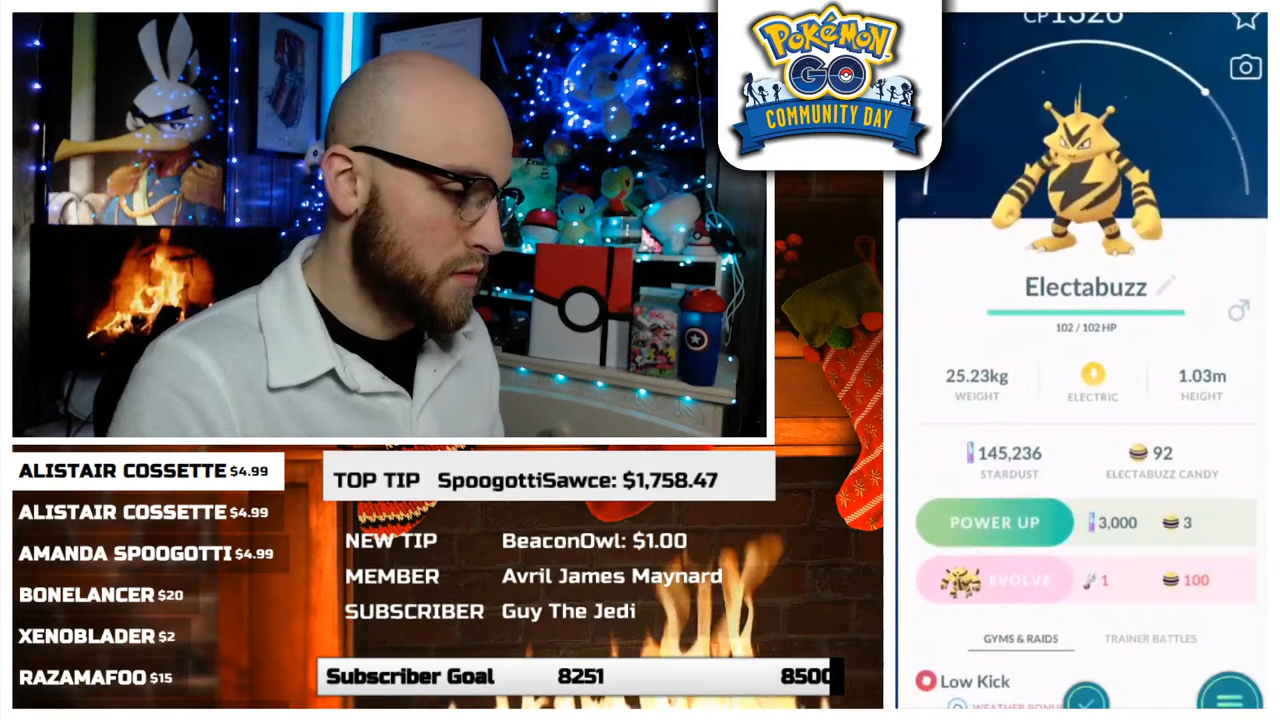 POKÉMON
GO
COMMUNITY DAY
CP1326
Electabuzz
102 / 102 HP
25.23kg
WEIGHT
ELECTRIC
1.03m
HEIGHT
145,236
STARDUST
92
ELECTABUZZ CANDY
POWER UP 3,000 3
EVOLVE 1 100
GYMS & RAIDS TRAINER BATTLES
Low Kick
WEATHER BONUS
ALISTAIR COSSETTE $4.99
ALISTAIR COSSETTE $4.99
AMANDA SPOOGOTTI $4.99
BONELANCER $20
XENOBLADER $2
RAZAMAFOO $15
TOP TIP SpoogottiSawce: $1,758.47
NEW TIP BeaconOwl: $1.00
MEMBER Avril James Maynard
SUBSCRIBER Guy The Jedi
Subscriber Goal 8251 8500